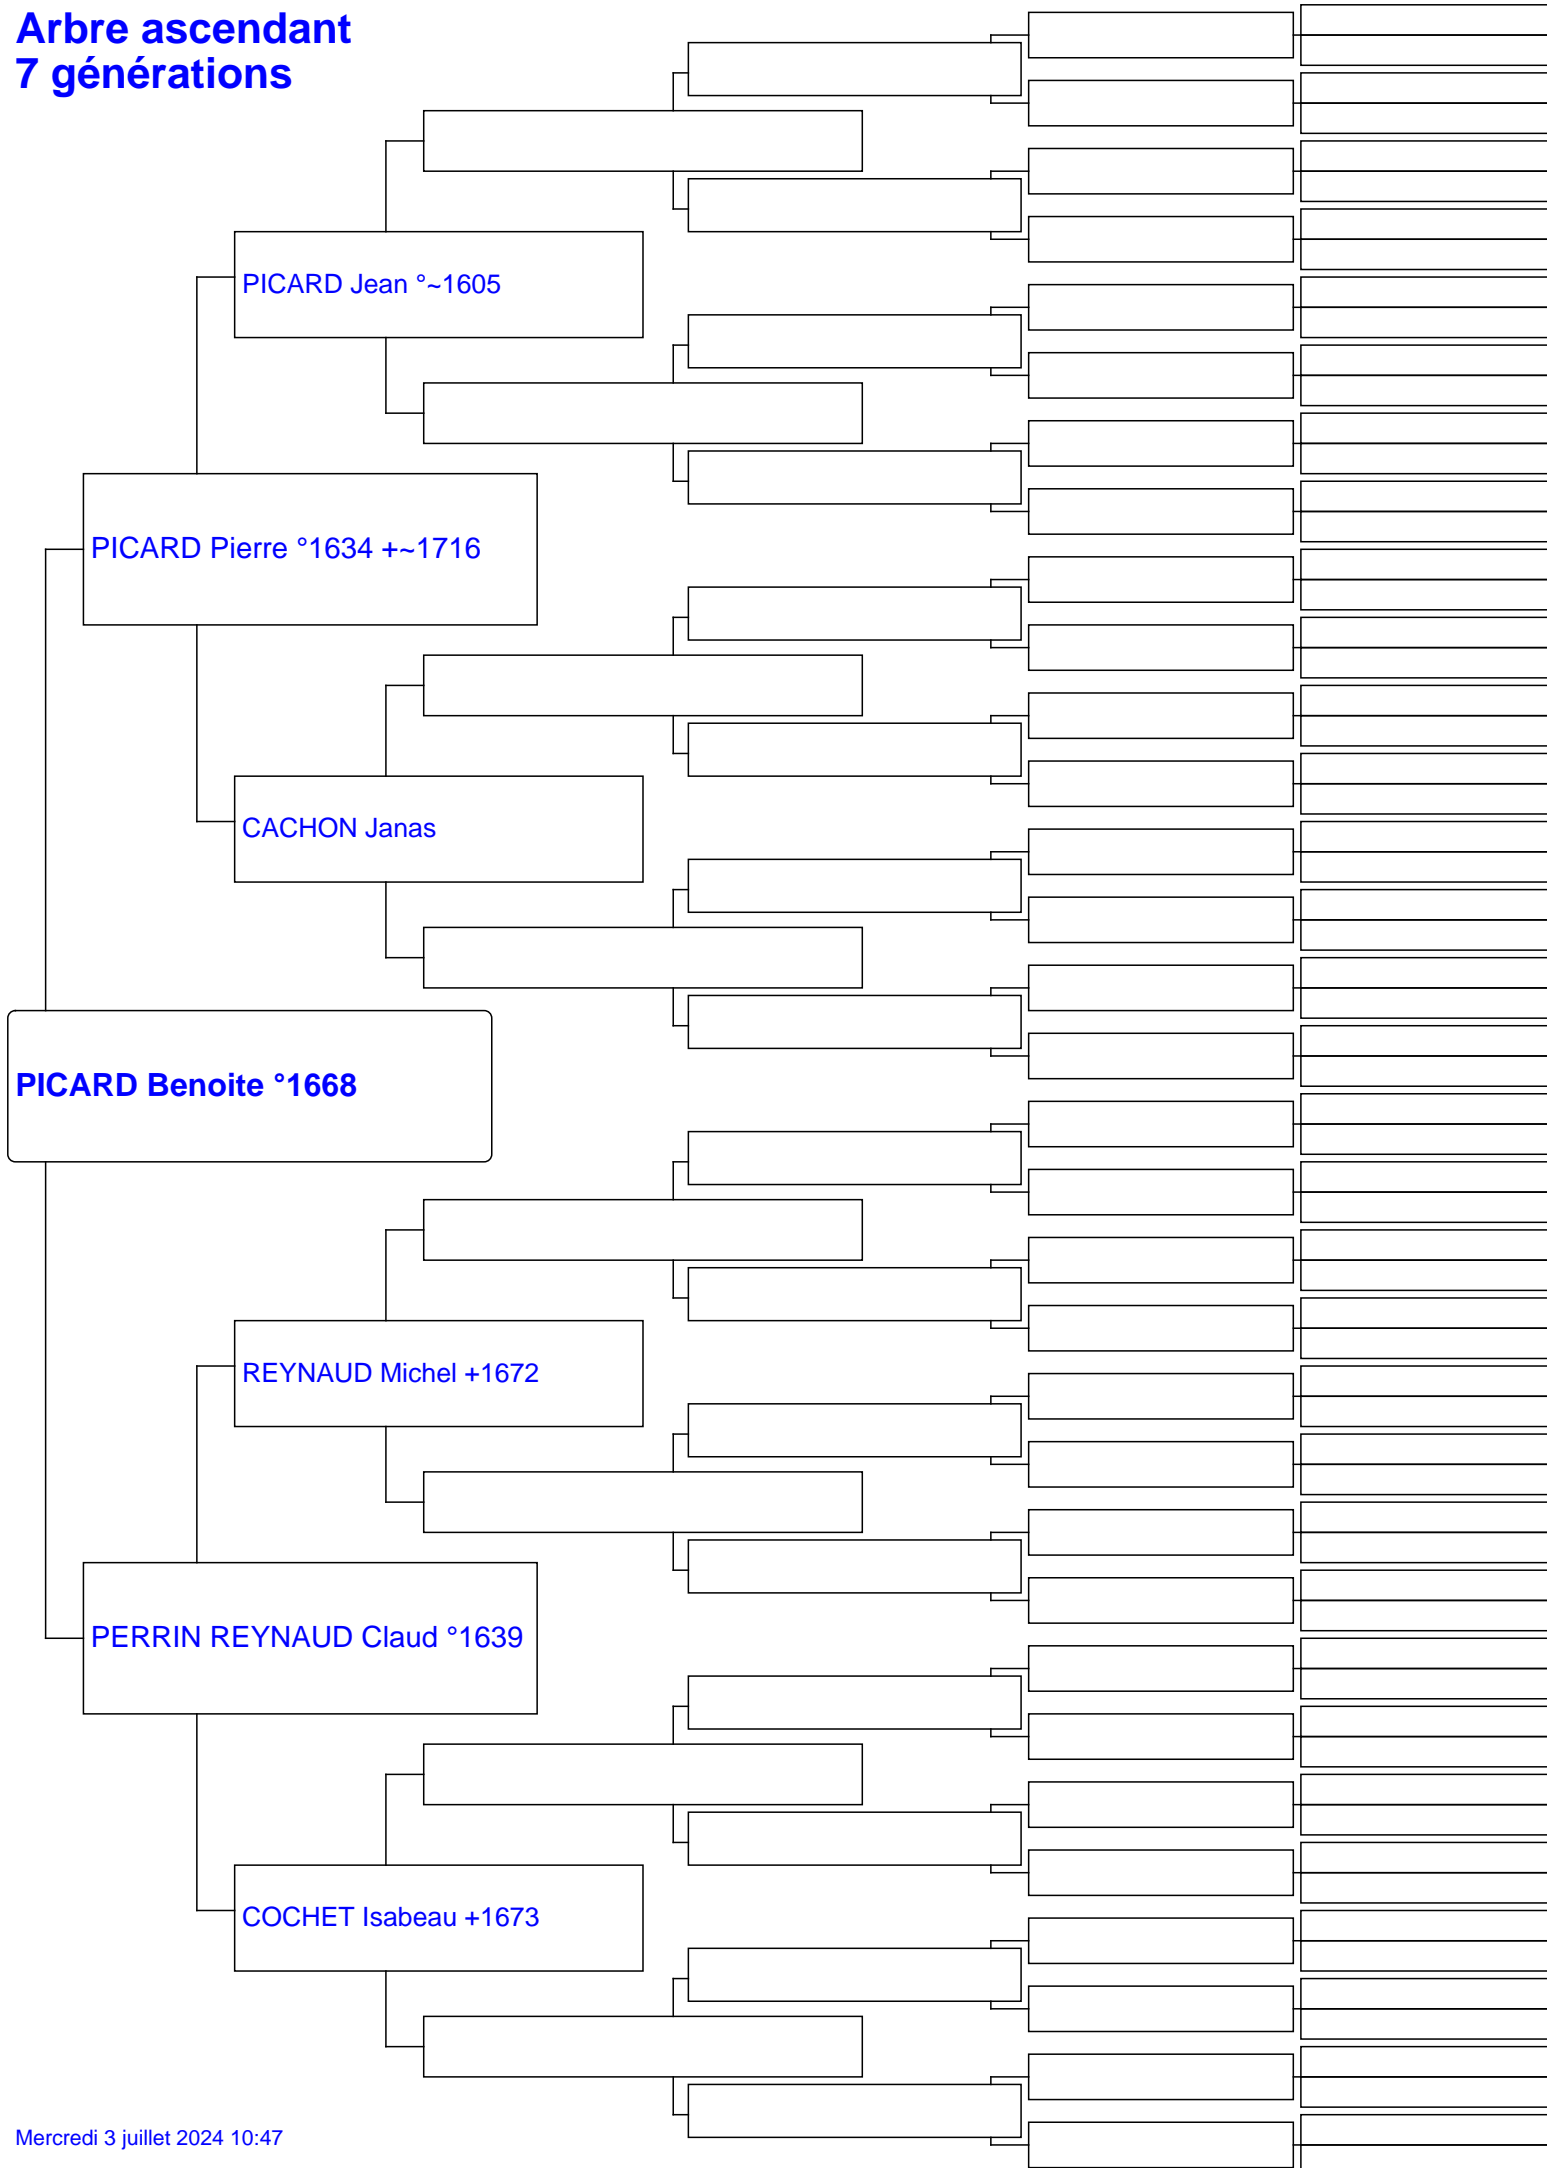 Arbre ascendant
7 générations
PICARD Jean °~1605
PICARD Pierre °1634 +~1716
CACHON Janas
PICARD Benoite °1668
REYNAUD Michel +1672
PERRIN REYNAUD Claud °1639
COCHET Isabeau +1673
Mercredi 3 juillet 2024 10:47